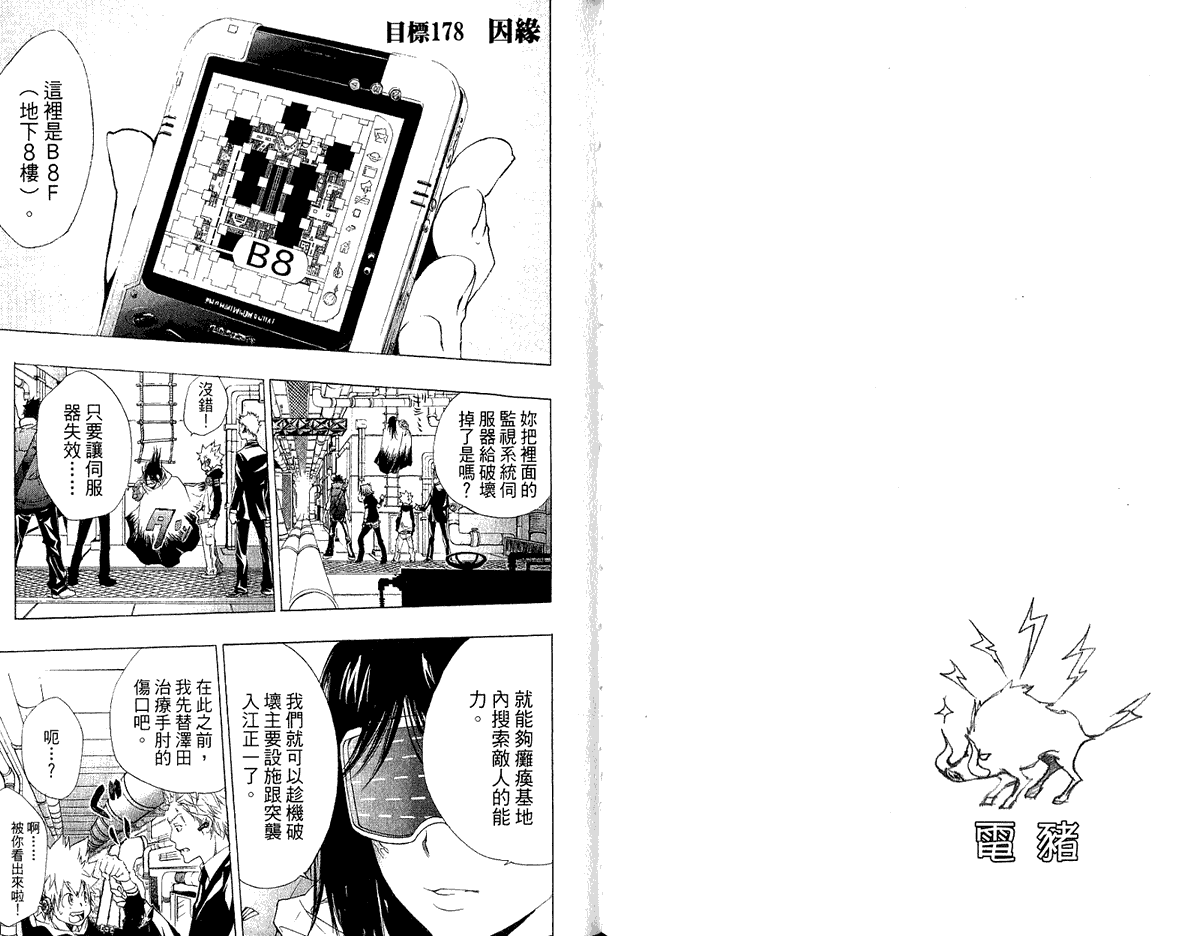 電豬
目標178 因緣
這裡是B8F
（地下8樓）。
B8
妳把裡面的
監視系統伺
服器給破壞
掉了是嗎？
沒錯！
只要讓伺服
器失效……
就能夠癱瘓基地
內搜索敵人的能
力。
我們就可以趁機破
壞主要設施跟突襲
入江正一了。
在此之前，
我先替澤田
治療手肘的
傷口吧。
呃…？
啊……
被你看出來啦！